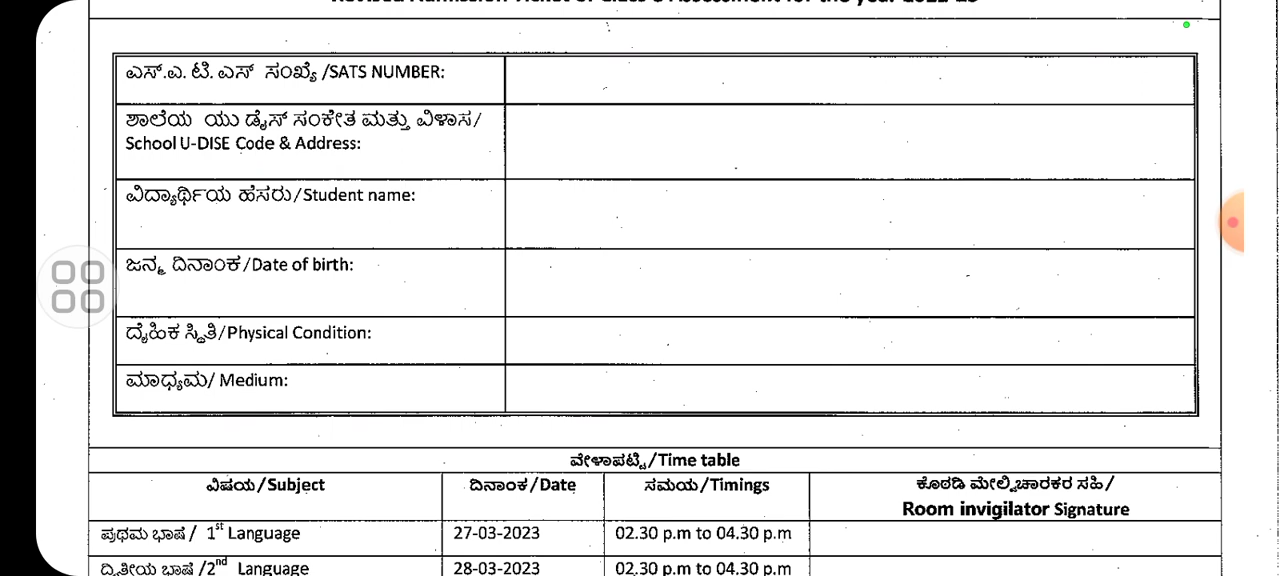 ಎಸ್.ಎ. ಟಿ. ಎಸ್ ಸಂಖ್ಯೆ /SATS NUMBER:
ಶಾಲೆಯ ಯು ಡೈಸ್ ಸಂಕೇತ ಮತ್ತು ವಿಳಾಸ/
School U-DISE Code & Address:
ವಿದ್ಯಾರ್ಥಿಯ ಹೆಸರು/Student name:
ಜನ್ಮ ದಿನಾಂಕ/Date of birth:
ದೈಹಿಕ ಸ್ಥಿತಿ/Physical Condition:
ಮಾಧ್ಯಮ/ Medium:
ವೇಳಾಪಟ್ಟಿ/Time table
ವಿಷಯ/Subject ದಿನಾಂಕ/Date ಸಮಯ/Timings ಕೊಠಡಿ ಮೇಲ್ವಿಚಾರಕರ ಸಹಿ/
Room invigilator Signature
ಪ್ರಥಮ ಭಾಷೆ/ 1st Language 27-03-2023 02.30 p.m to 04.30 p.m
ದ್ವಿತೀಯ ಭಾಷೆ /2nd Language 28-03-2023 02.30 p.m to 04.30 p.m